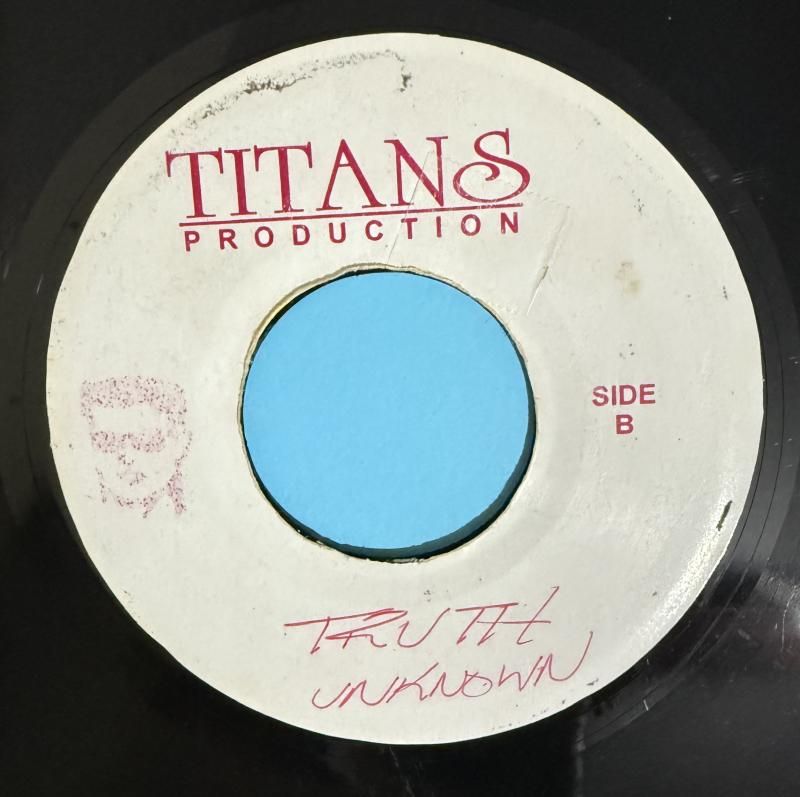 TITANS
PRODUCTION
SIDE
B
TRUTH
UNKNOWN